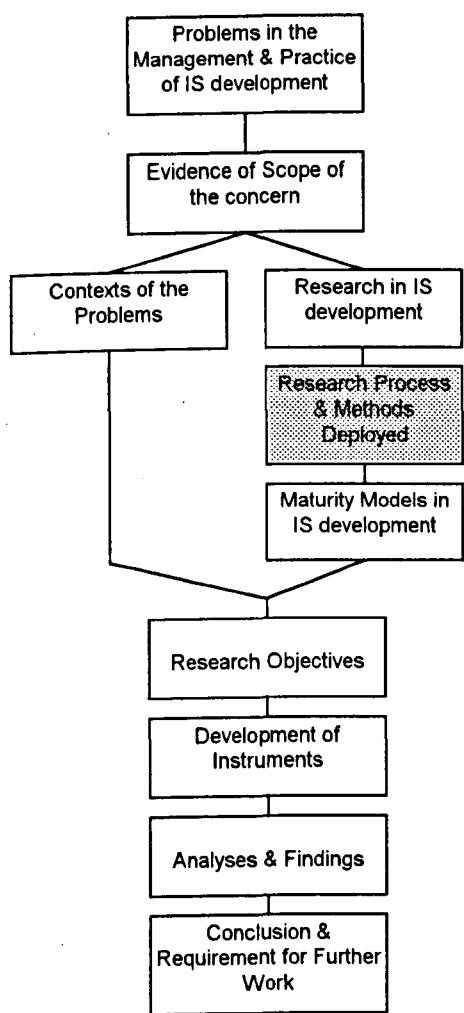 Problems in the
Management & Practice
of IS development
Evidence of Scope of
the concern
Contexts of the
Problems
Research in IS
development
Research Process
& Methods
Deployed
Maturity Models in
IS development
Research Objectives
Development of
Instruments
Analyses & Findings
Conclusion &
Requirement for Further
Work